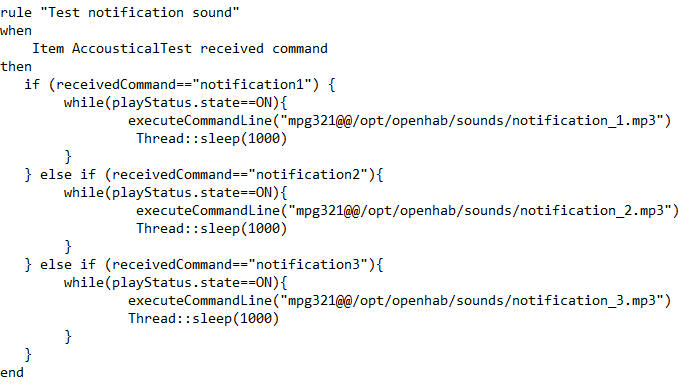 rule "Test notification sound"
when
    Item AccousticalTest received command
then
   if (receivedCommand=="notification1") {
        while(playStatus.state==ON){
                executeCommandLine("mpg321@@/opt/openhab/sounds/notification_1.mp3")
                 Thread::sleep(1000)
        }
   } else if (receivedCommand=="notification2"){
        while(playStatus.state==ON){
                 executeCommandLine("mpg321@@/opt/openhab/sounds/notification_2.mp3")
                 Thread::sleep(1000)
        }
   } else if (receivedCommand=="notification3"){
        while(playStatus.state==ON){
                executeCommandLine("mpg321@@/opt/openhab/sounds/notification_3.mp3")
                Thread::sleep(1000)
        }
   }
end